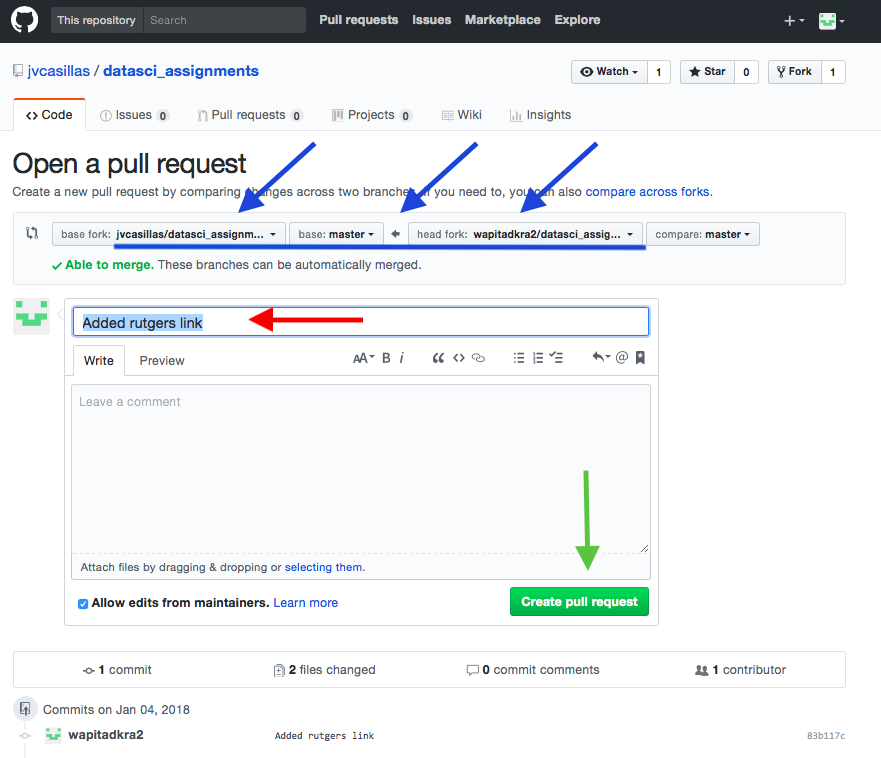 This repository Search Pull requests Issues Marketplace Explore
jvcasillas / datasci_assignments Watch 1 Star 0 Fork 1
Code Issues 0 Pull requests 0 Projects 0 Wiki Insights
Open a pull request
Create a new pull request by comparing changes across two branches. If you need to, you can also compare across forks.
base fork: jvcasillas/datasci_assignm... base: master head fork: wapitadkra2/datasci_assig... compare: master
Able to merge. These branches can be automatically merged.
Added rutgers link
Write Preview AA B i
Leave a comment
Attach files by dragging & dropping or selecting them.
Allow edits from maintainers. Learn more Create pull request
1 commit 2 files changed 0 commit comments 1 contributor
Commits on Jan 04, 2018
wapitadkra2 Added rutgers link 83b117c